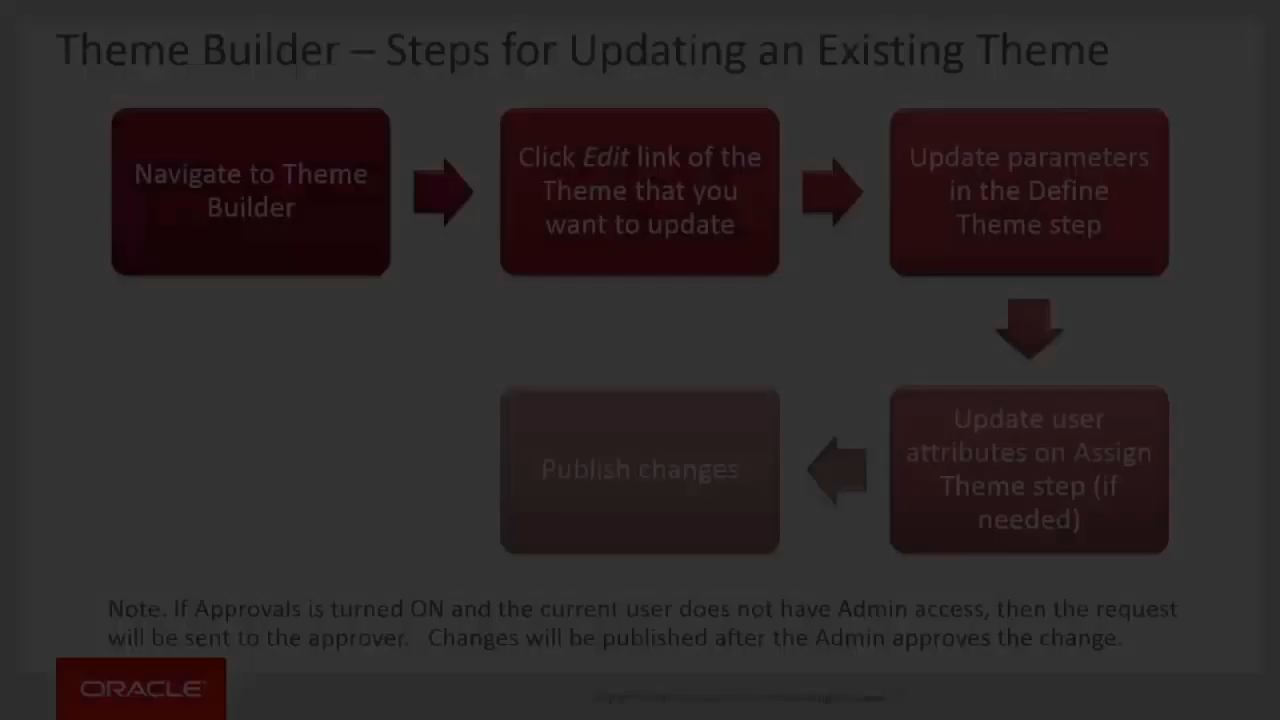 Theme Builder – Steps for Updating an Existing Theme
Navigate to Theme
Builder
Click Edit link of the
Theme that you
want to update
Update parameters
in the Define
Theme step
Update user
attributes on Assign
Theme step (if
needed)
Publish changes
Note. If Approvals is turned ON and the current user does not have Admin access, then the request
will be sent to the approver. Changes will be published after the Admin approves the change.
ORACLE